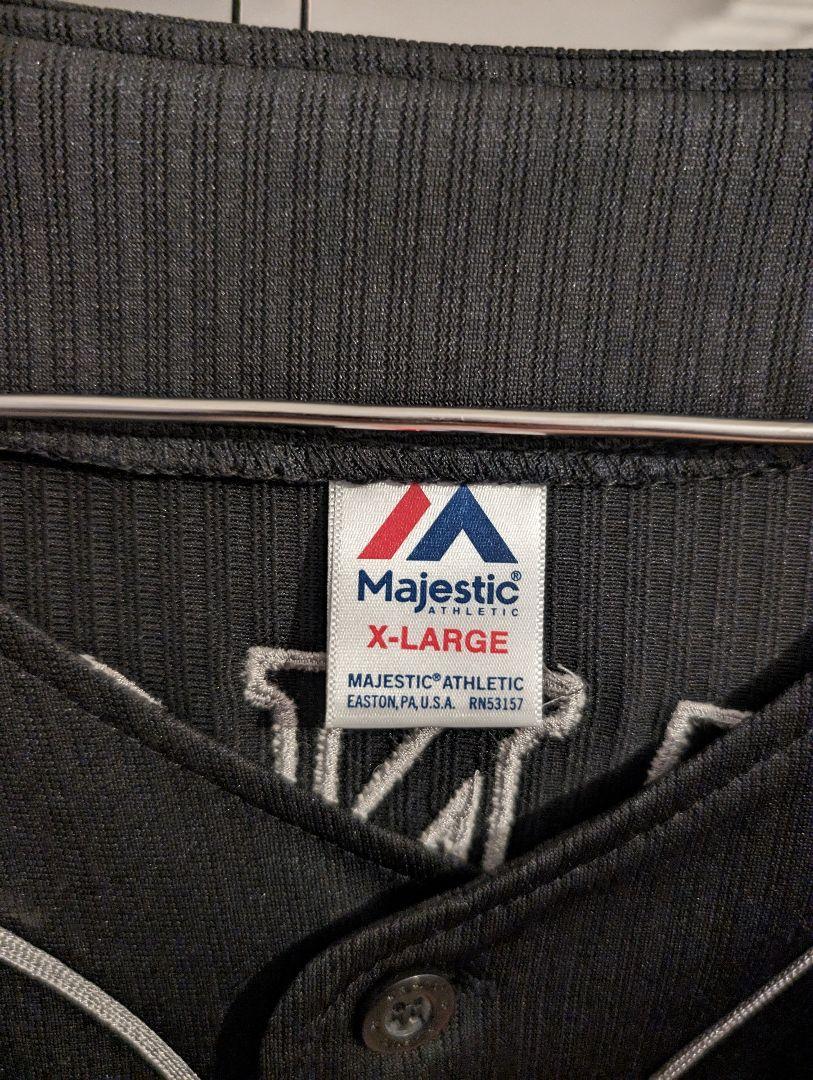 Majestic®
ATHLETIC
X-LARGE
MAJESTIC® ATHLETIC
EASTON, PA, U.S.A. RN53157